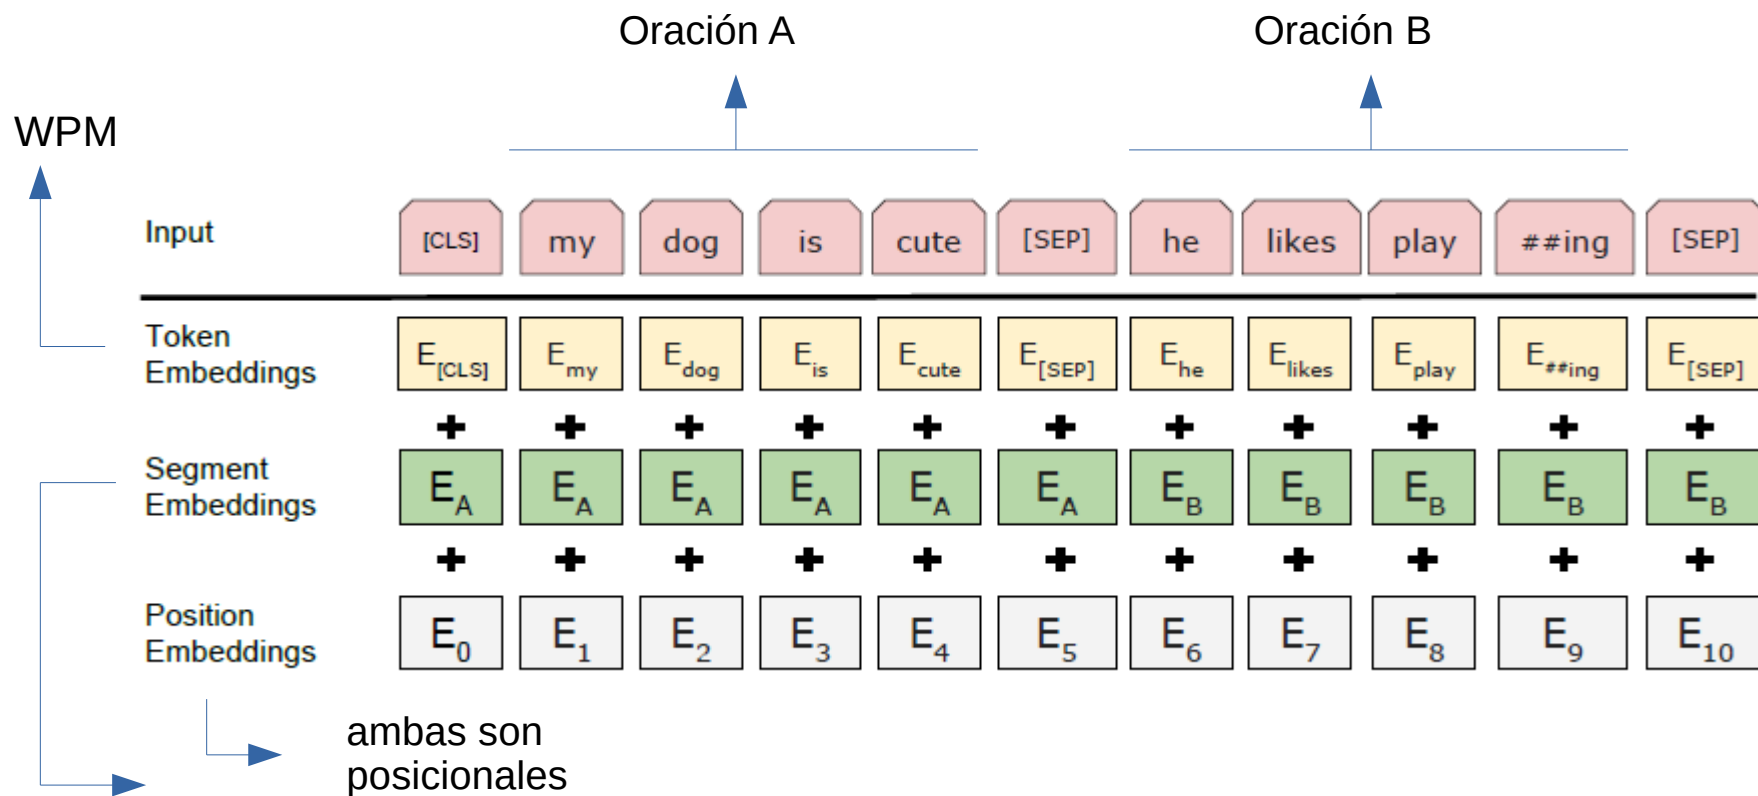 Oración A Oración B
WPM
Input [CLS] my dog is cute [SEP] he likes play ##ing [SEP]
Token
Embeddings E[CLS] Emy Edog Eis Ecute E[SEP] Ehe Elikes Eplay E##ing E[SEP]
+ + + + + + + + + + +
Segment
Embeddings EA EA EA EA EA EA EB EB EB EB EB
+ + + + + + + + + + +
Position
Embeddings E0 E1 E2 E3 E4 E5 E6 E7 E8 E9 E10
ambas son
posicionales